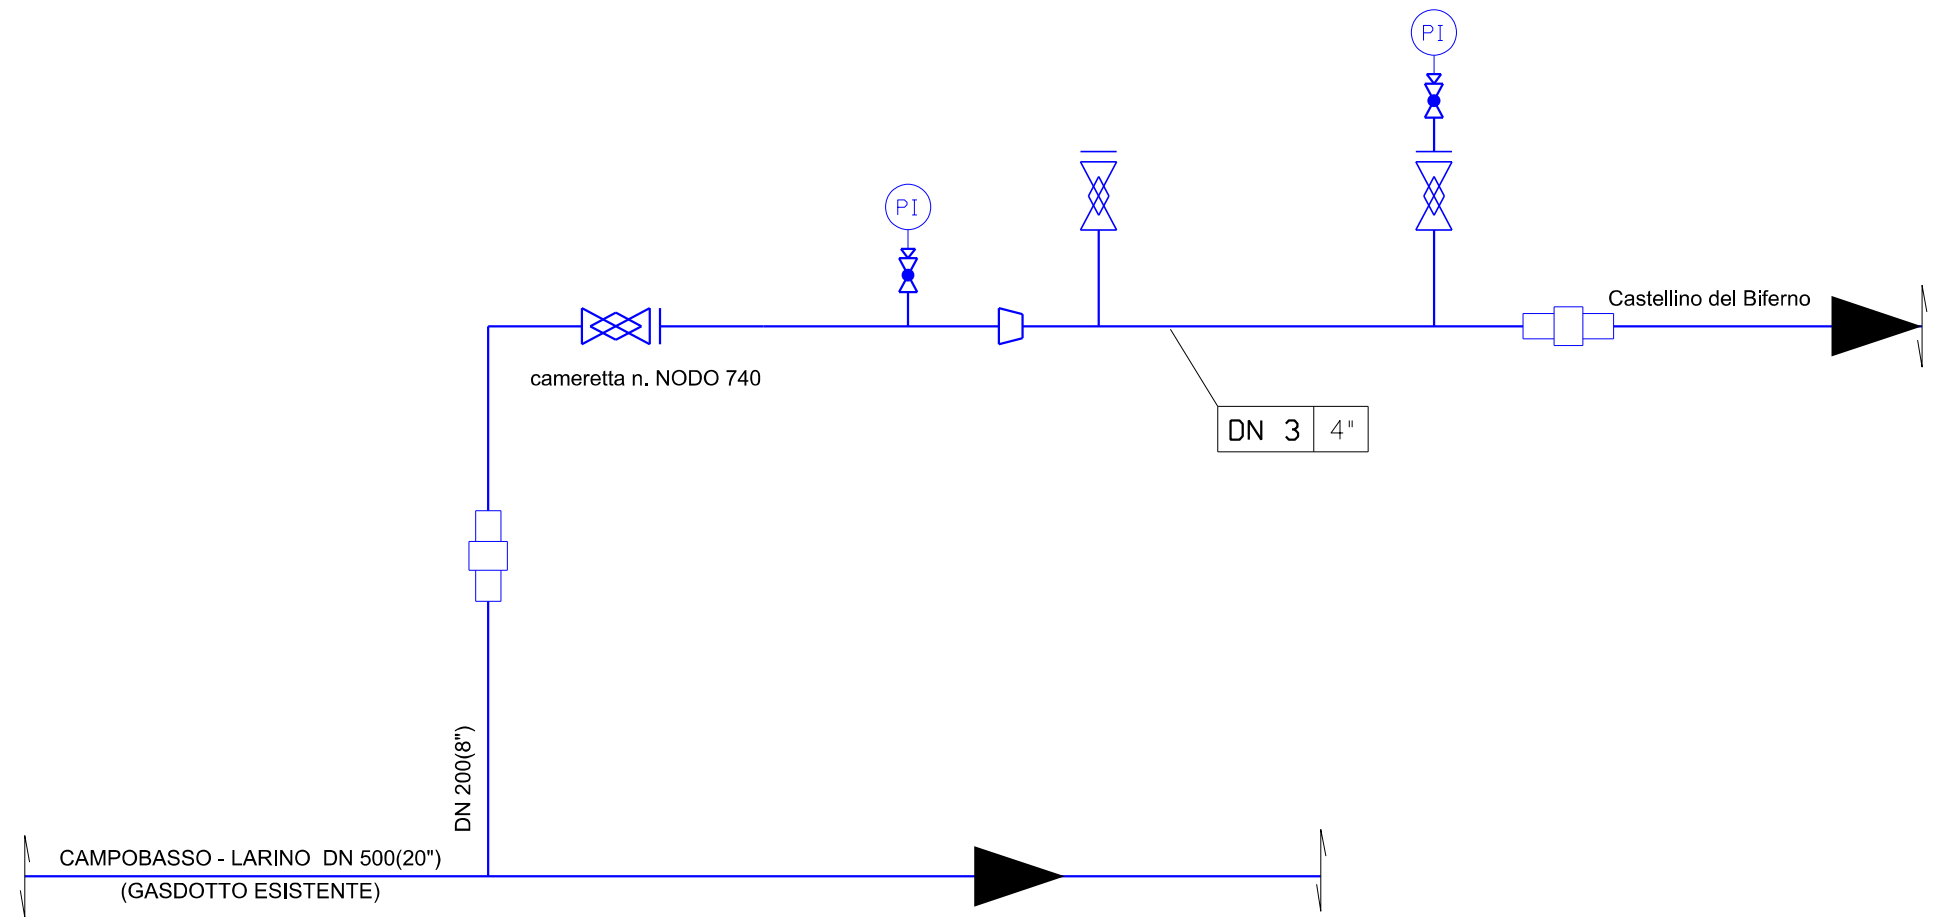 PI
PI
Castellino del Biferno
cameretta n. NODO 740
DN 3 4"
DN 200(8")
CAMPOBASSO - LARINO DN 500(20")
(GASDOTTO ESISTENTE)